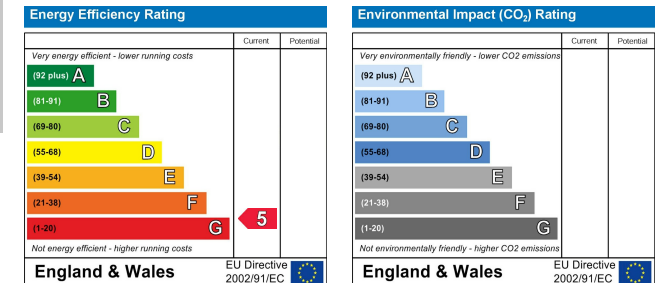 Energy Efficiency Rating
Current Potential
Very energy efficient - lower running costs
(92 plus) A
(81-91) B
(69-80) C
(55-68) D
(39-54) E
(21-38) F
(1-20) G
5
Not energy efficient - higher running costs
England & Wales
EU Directive
2002/91/EC
Environmental Impact (CO₂) Rating
Current Potential
Very environmentally friendly - lower CO2 emissions
(92 plus) A
(81-91) B
(69-80) C
(55-68) D
(39-54) E
(21-38) F
(1-20) G
Not environmentally friendly - higher CO2 emissions
England & Wales
EU Directive
2002/91/EC